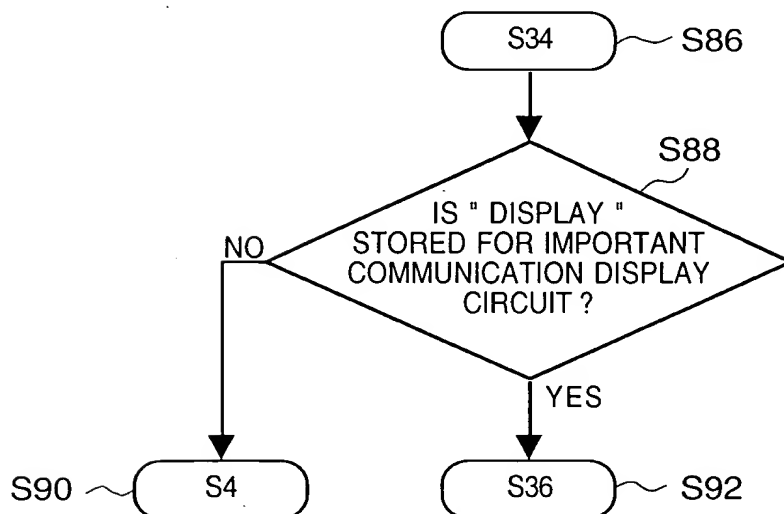 S34
S86
S88
IS " DISPLAY "
STORED FOR IMPORTANT
COMMUNICATION DISPLAY
CIRCUIT ?
NO
YES
S90
S4
S36
S92